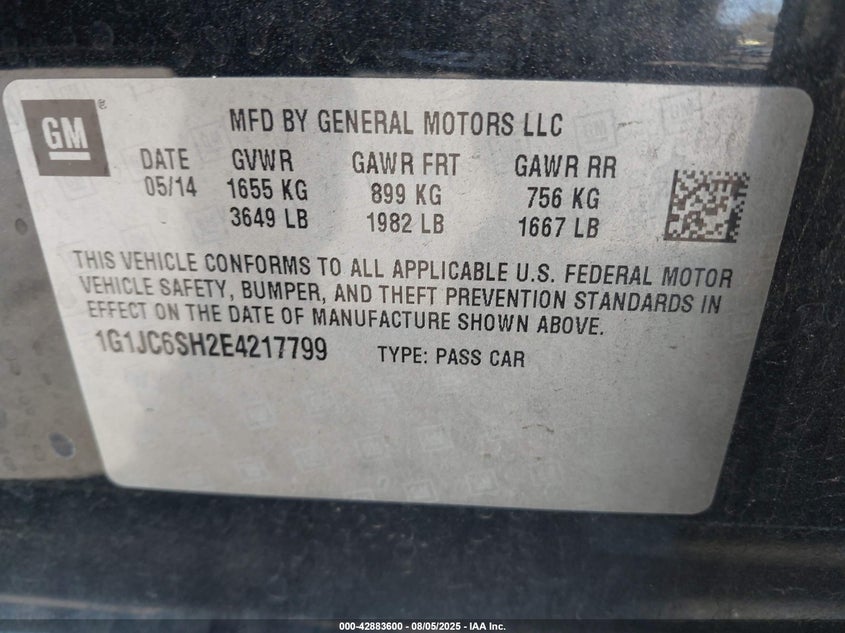 GM ®
MFD BY GENERAL MOTORS LLC
DATE GVWR GAWR FRT GAWR RR
05/14 1655 KG 899 KG 756 KG
3649 LB 1982 LB 1667 LB
THIS VEHICLE CONFORMS TO ALL APPLICABLE U.S. FEDERAL MOTOR
VEHICLE SAFETY, BUMPER, AND THEFT PREVENTION STANDARDS IN
EFFECT ON THE DATE OF MANUFACTURE SHOWN ABOVE.
1G1JC6SH2E4217799 TYPE: PASS CAR
000-42883600 - 08/05/2025 - IAA Inc.